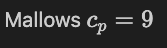 Mallows $c_p = 9$